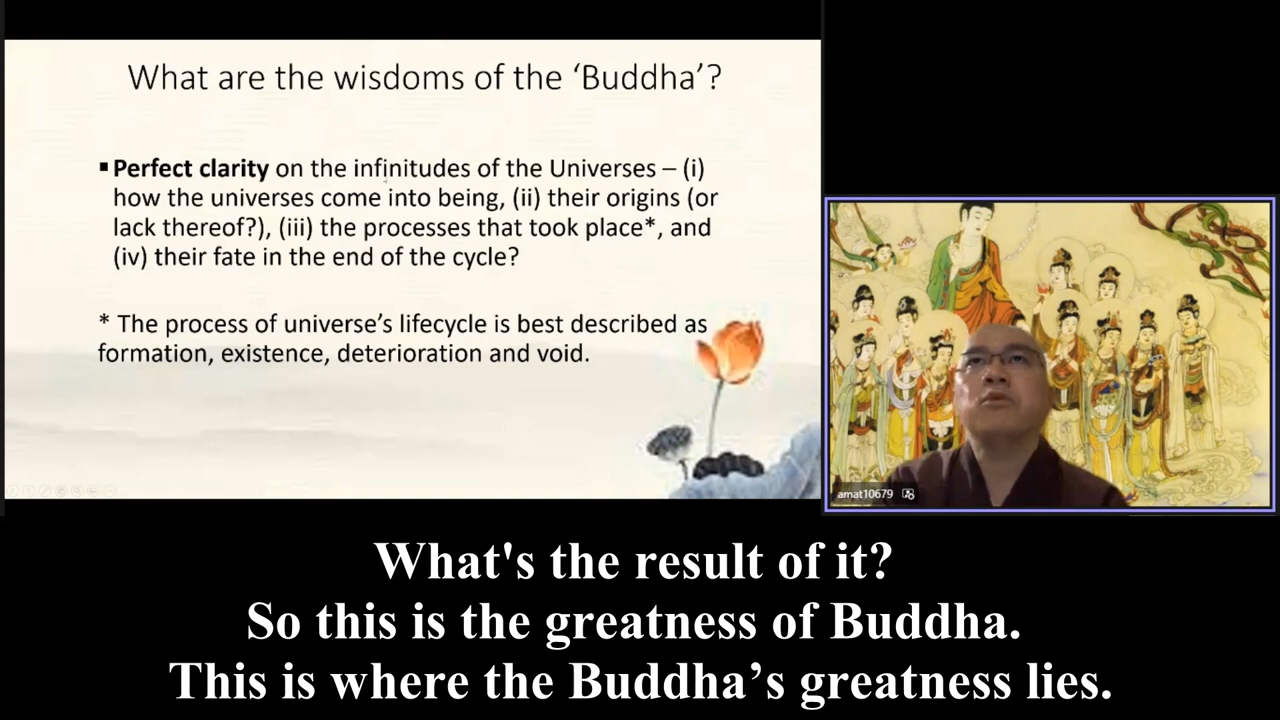 What are the wisdoms of the ‘Buddha’?
▪ Perfect clarity on the infinitudes of the Universes – (i)
how the universes come into being, (ii) their origins (or
lack thereof?), (iii) the processes that took place*, and
(iv) their fate in the end of the cycle?
* The process of universe’s lifecycle is best described as
formation, existence, deterioration and void.
amat10679
What's the result of it?
So this is the greatness of Buddha.
This is where the Buddha’s greatness lies.